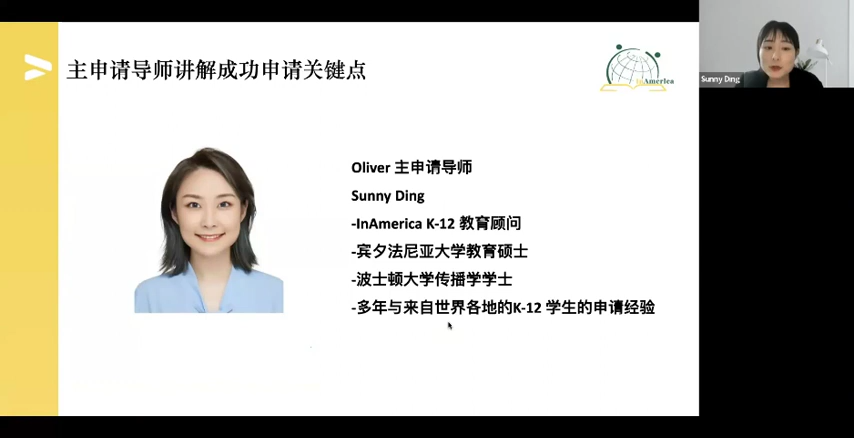 主申请导师讲解成功申请关键点
InAmerica
Sunny Ding
Oliver 主申请导师
Sunny Ding
-InAmerica K-12 教育顾问
-宾夕法尼亚大学教育硕士
-波士顿大学传播学学士
-多年与来自世界各地的K-12 学生的申请经验